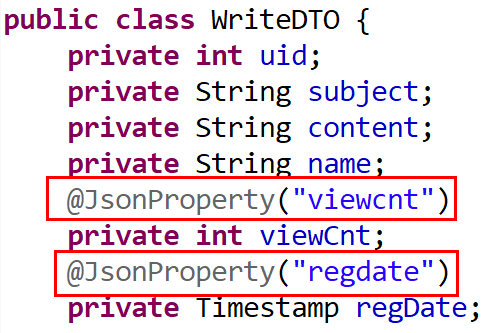 public class WriteDTO {
private int uid;
private String subject;
private String content;
private String name;
@JsonProperty("viewcnt")
private int viewCnt;
@JsonProperty("regdate")
private Timestamp regDate;